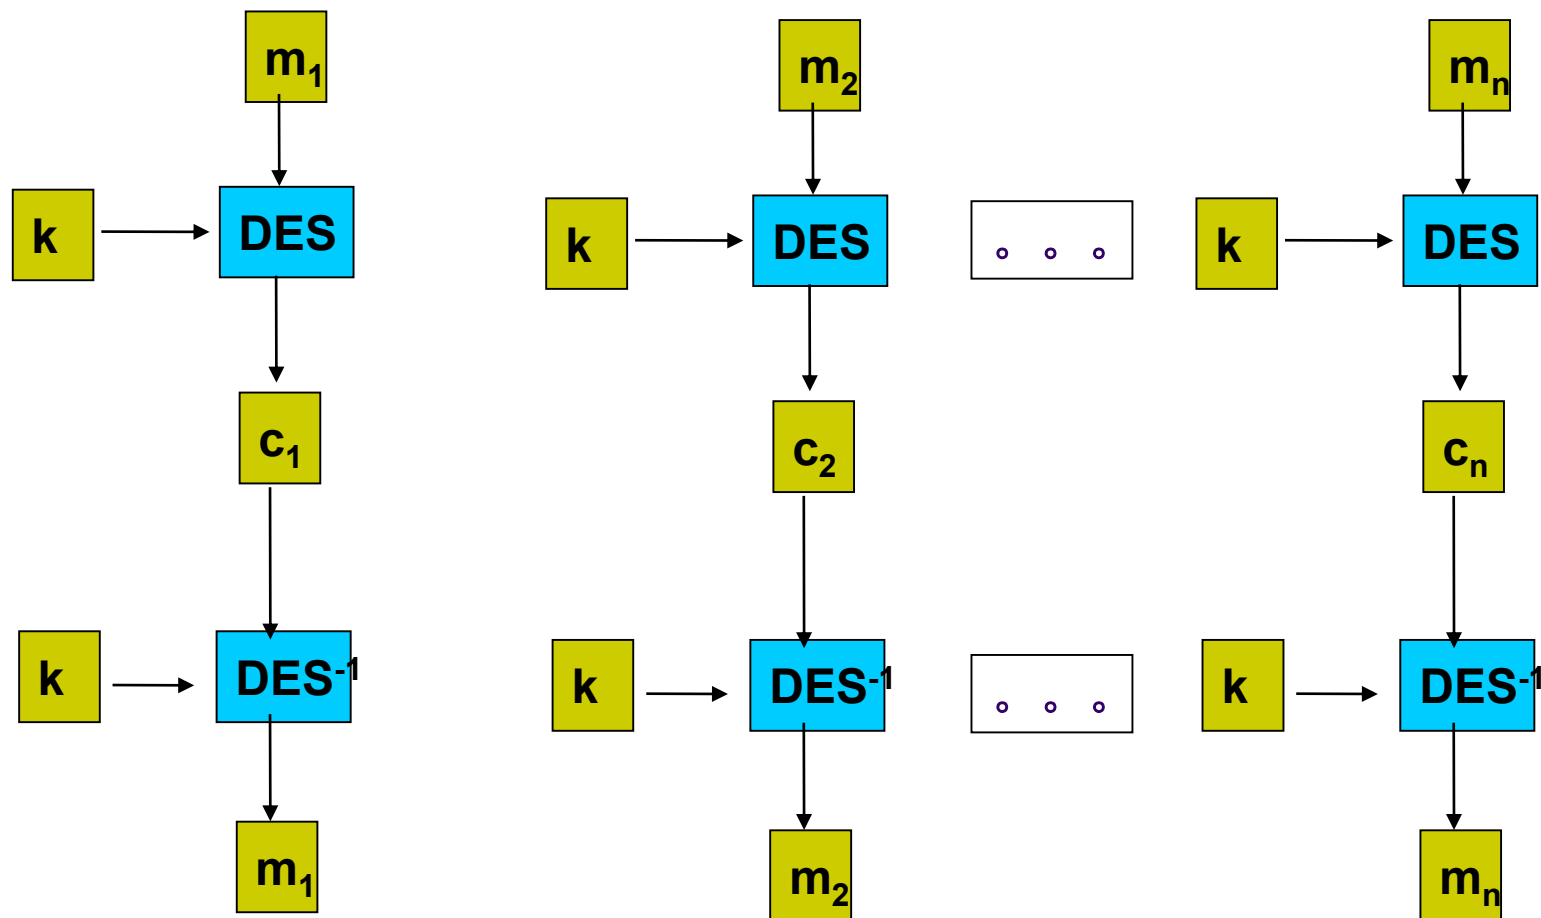 m₁ m₂ mₙ
k DES k DES k DES
c₁ c₂ cₙ
k DES⁻¹ k DES⁻¹ k DES⁻¹
m₁ m₂ mₙ